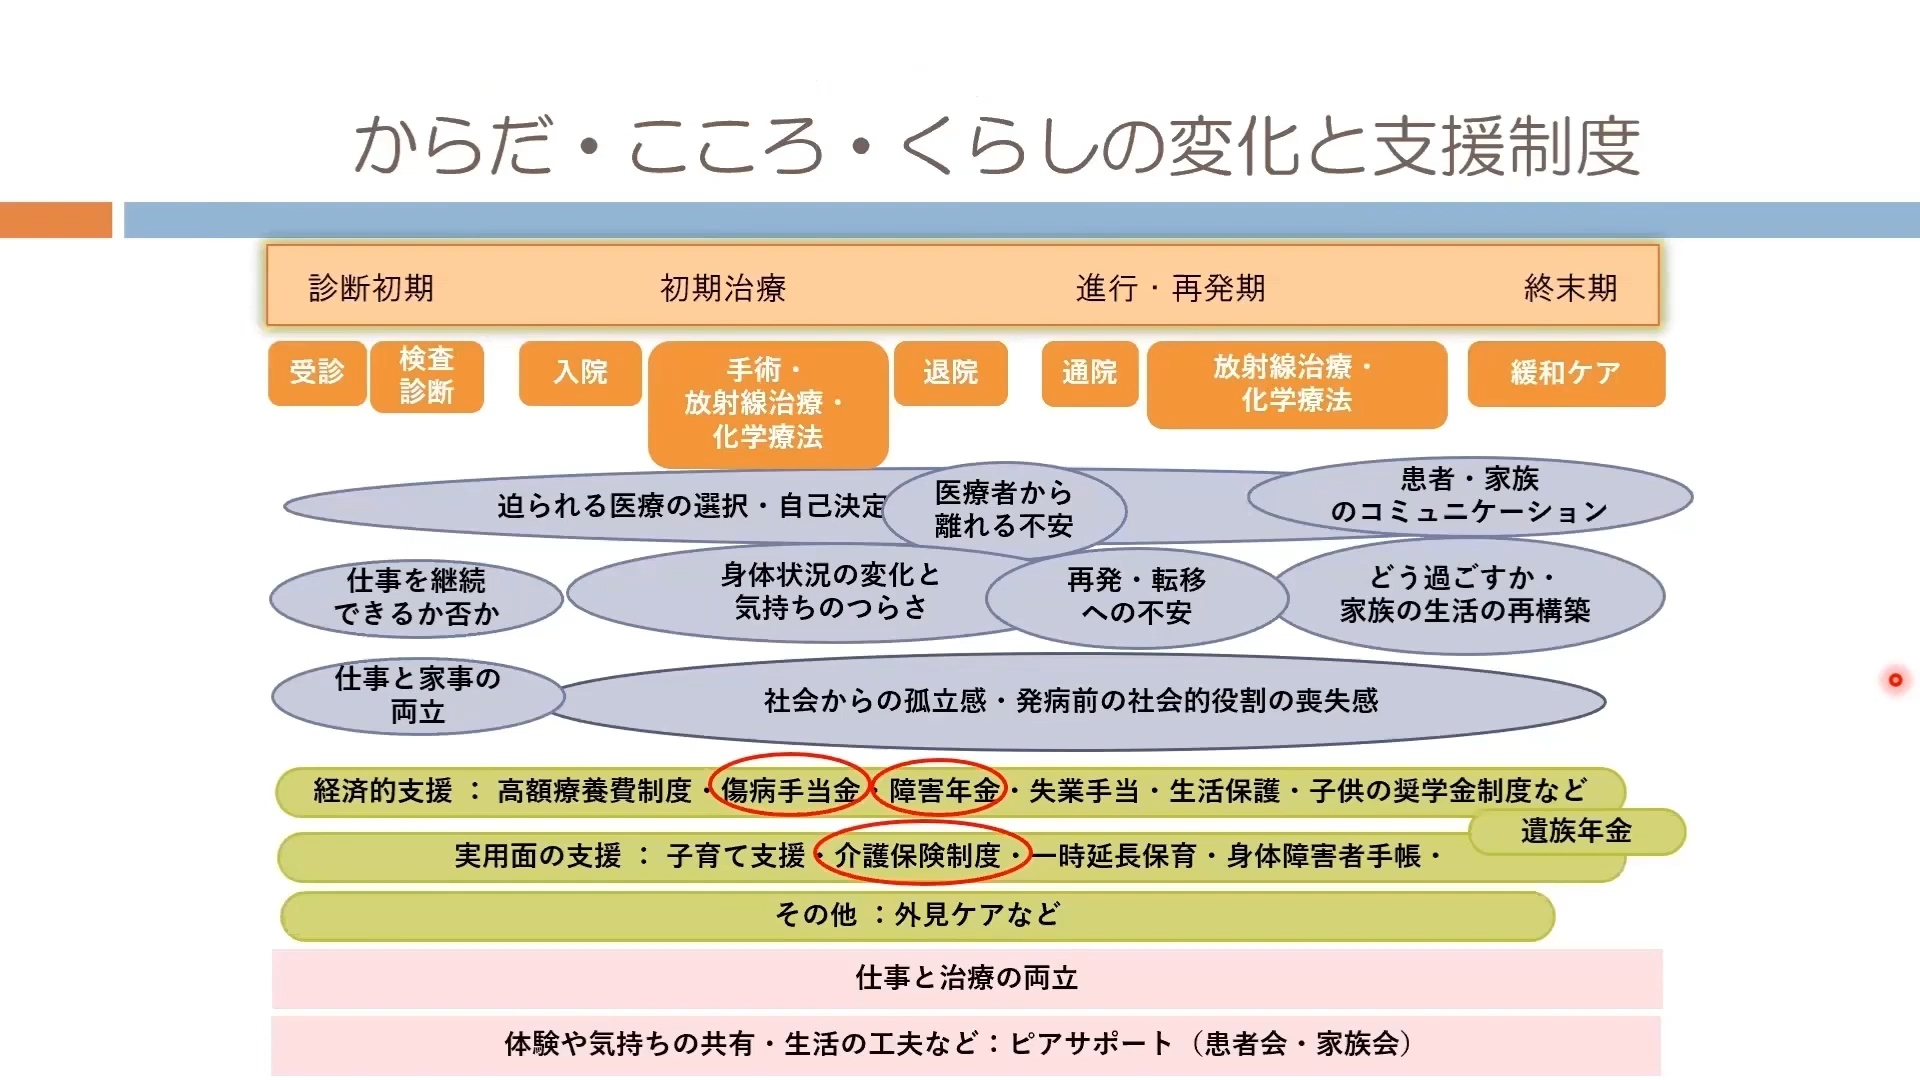 からだ・こころ・くらしの変化と支援制度
診断初期
初期治療
進行・再発期
終末期
受診
検査
診断
入院
手術・
放射線治療・
化学療法
退院
通院
放射線治療・
化学療法
緩和ケア
迫られる医療の選択・自己決定
医療者から
離れる不安
患者・家族
のコミュニケーション
仕事を継続
できるか否か
身体状況の変化と
気持ちのつらさ
再発・転移
への不安
どう過ごすか・
家族の生活の再構築
仕事と家事の
両立
社会からの孤立感・発病前の社会的役割の喪失感
経済的支援 : 高額療養費制度・傷病手当金・障害年金・失業手当・生活保護・子供の奨学金制度など
遺族年金
実用面の支援 : 子育て支援・介護保険制度・一時延長保育・身体障害者手帳・
その他 :外見ケアなど
仕事と治療の両立
体験や気持ちの共有・生活の工夫など：ピアサポート（患者会・家族会）